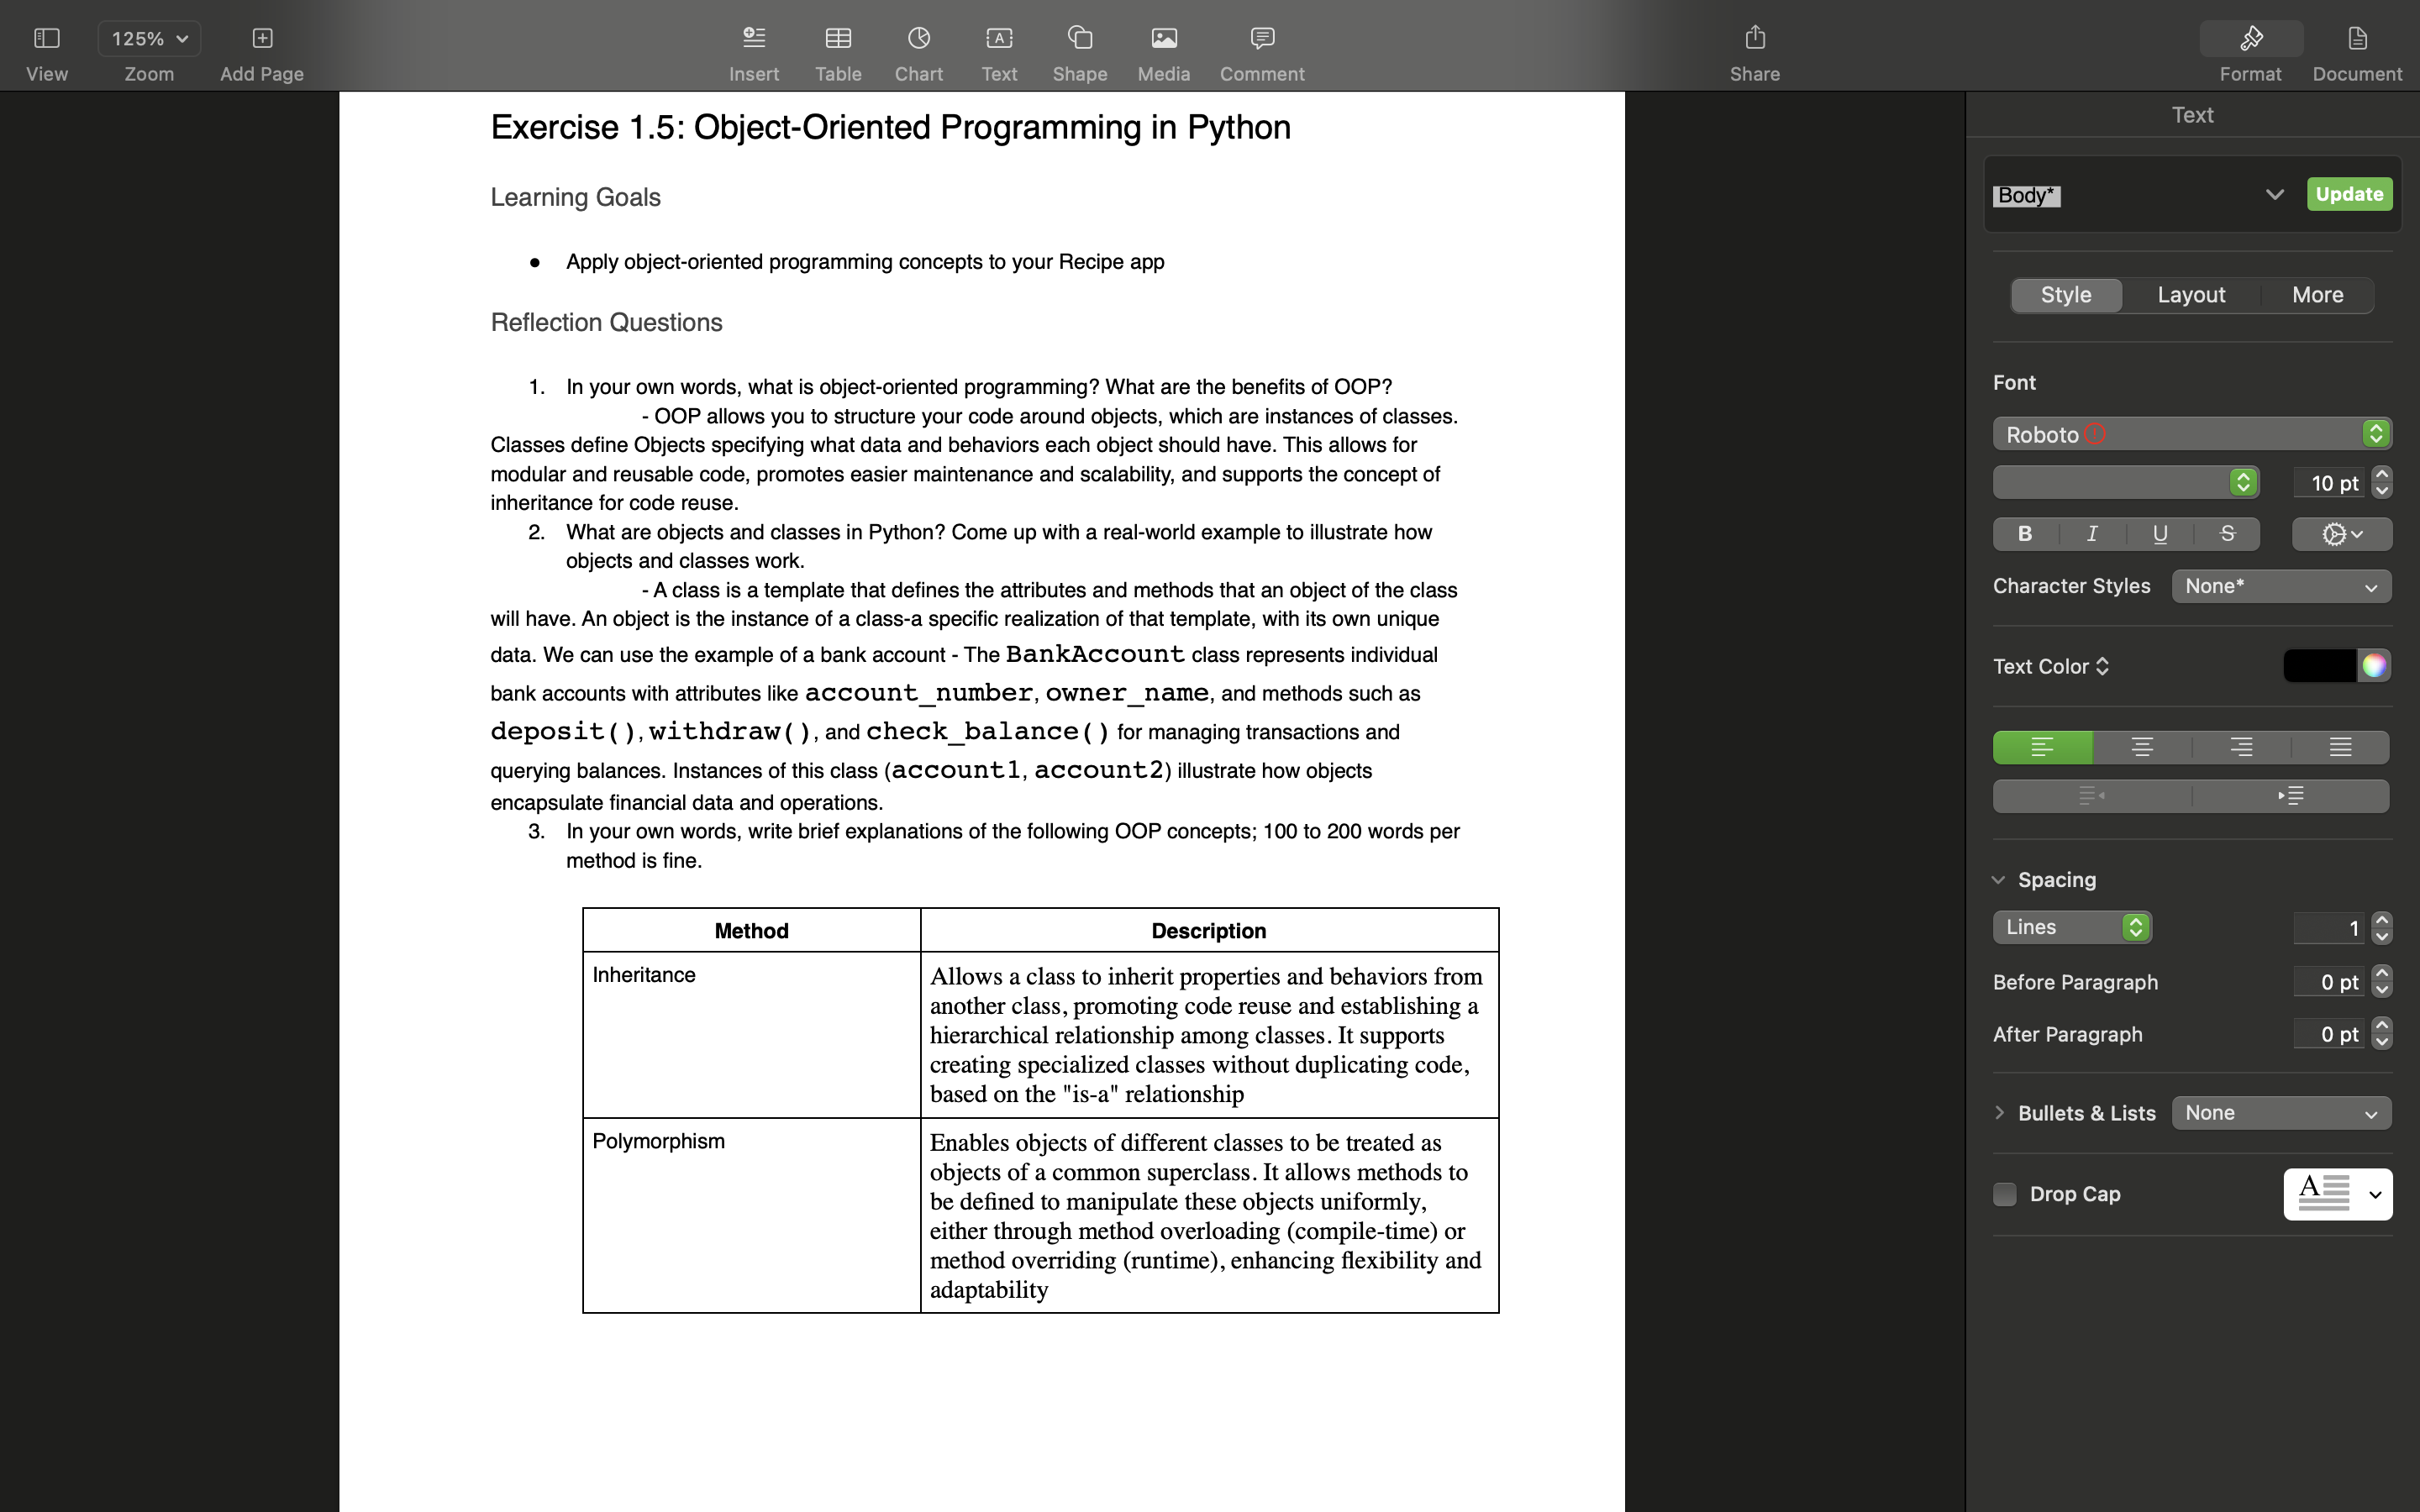 125%
View
Zoom
Add Page
Insert
Table
Chart
Text
Shape
Media
Comment
Share
Format
Document
Exercise 1.5: Object-Oriented Programming in Python
Learning Goals
● Apply object-oriented programming concepts to your Recipe app
Reflection Questions
1. In your own words, what is object-oriented programming? What are the benefits of OOP?
- OOP allows you to structure your code around objects, which are instances of classes.
Classes define Objects specifying what data and behaviors each object should have. This allows for
modular and reusable code, promotes easier maintenance and scalability, and supports the concept of
inheritance for code reuse.
2. What are objects and classes in Python? Come up with a real-world example to illustrate how
objects and classes work.
- A class is a template that defines the attributes and methods that an object of the class
will have. An object is the instance of a class-a specific realization of that template, with its own unique
data. We can use the example of a bank account - The BankAccount class represents individual
bank accounts with attributes like account_number, owner_name, and methods such as
deposit(), withdraw(), and check_balance() for managing transactions and
querying balances. Instances of this class (account1, account2) illustrate how objects
encapsulate financial data and operations.
3. In your own words, write brief explanations of the following OOP concepts; 100 to 200 words per
method is fine.
Method
Description
Inheritance
Allows a class to inherit properties and behaviors from
another class, promoting code reuse and establishing a
hierarchical relationship among classes. It supports
creating specialized classes without duplicating code,
based on the "is-a" relationship
Polymorphism
Enables objects of different classes to be treated as
objects of a common superclass. It allows methods to
be defined to manipulate these objects uniformly,
either through method overloading (compile-time) or
method overriding (runtime), enhancing flexibility and
adaptability
Text
Body*
Update
Style
Layout
More
Font
Roboto
10 pt
B I U S
Character Styles
None*
Text Color
Spacing
Lines
1
Before Paragraph
0 pt
After Paragraph
0 pt
Bullets & Lists
None
Drop Cap
A